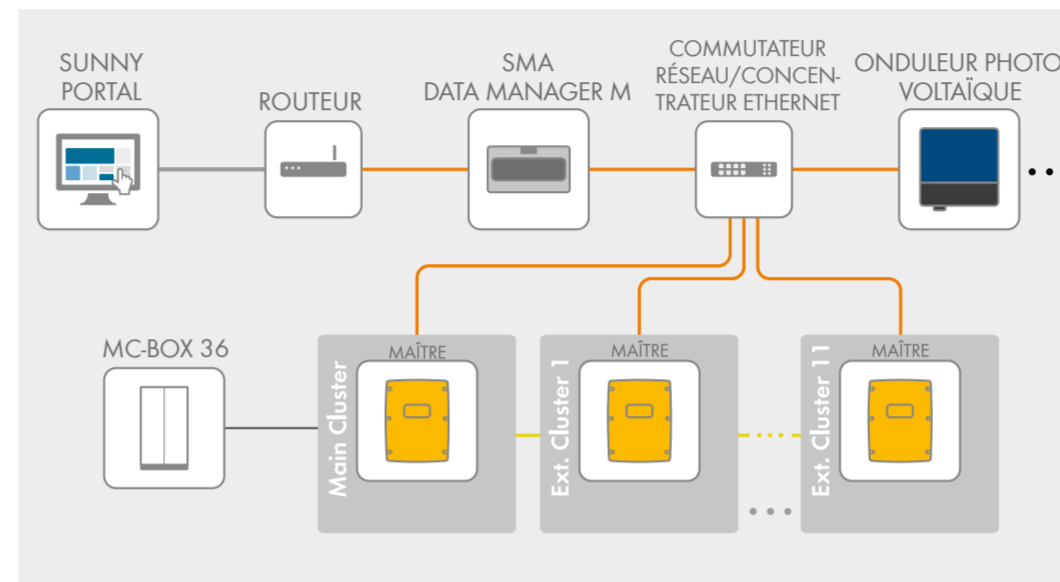 SUNNY
PORTAL
ROUTEUR
SMA
DATA MANAGER M
COMMUTATEUR
RÉSEAU/CONCEN-
TRATEUR ETHERNET
ONDULEUR PHOTO
VOLTAÏQUE
MC-BOX 36
Main Cluster
MAÎTRE
Ext. Cluster 1
MAÎTRE
Ext. Cluster 11
MAÎTRE